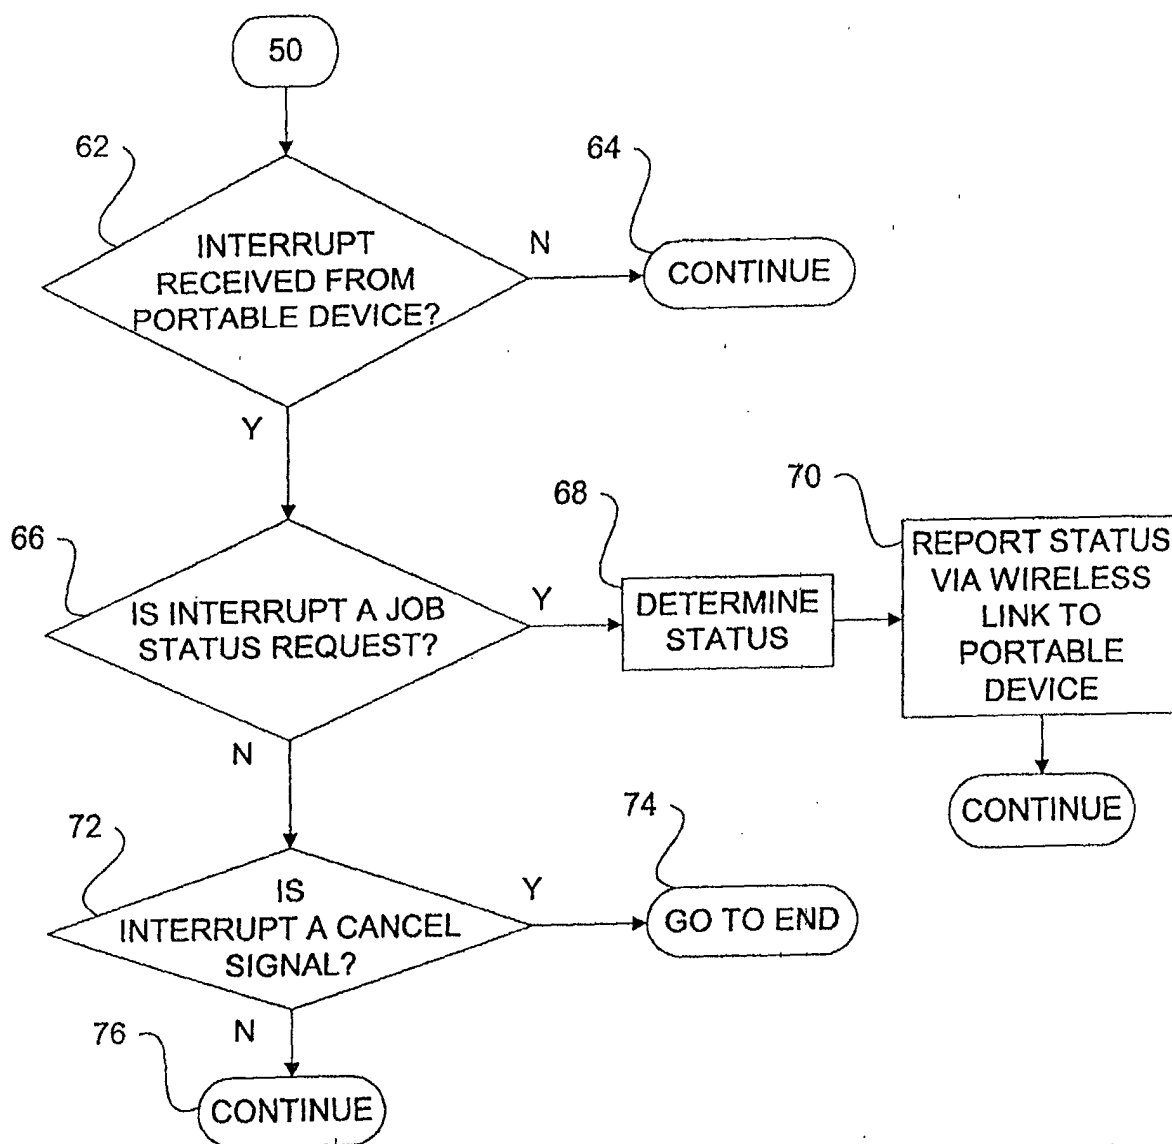 50
62
INTERRUPT
RECEIVED FROM
PORTABLE DEVICE?
N
64
CONTINUE
Y
66
IS INTERRUPT A JOB
STATUS REQUEST?
Y
68
DETERMINE
STATUS
70
REPORT STATUS
VIA WIRELESS
LINK TO
PORTABLE
DEVICE
CONTINUE
N
72
IS
INTERRUPT A CANCEL
SIGNAL?
Y
74
GO TO END
N
76
CONTINUE